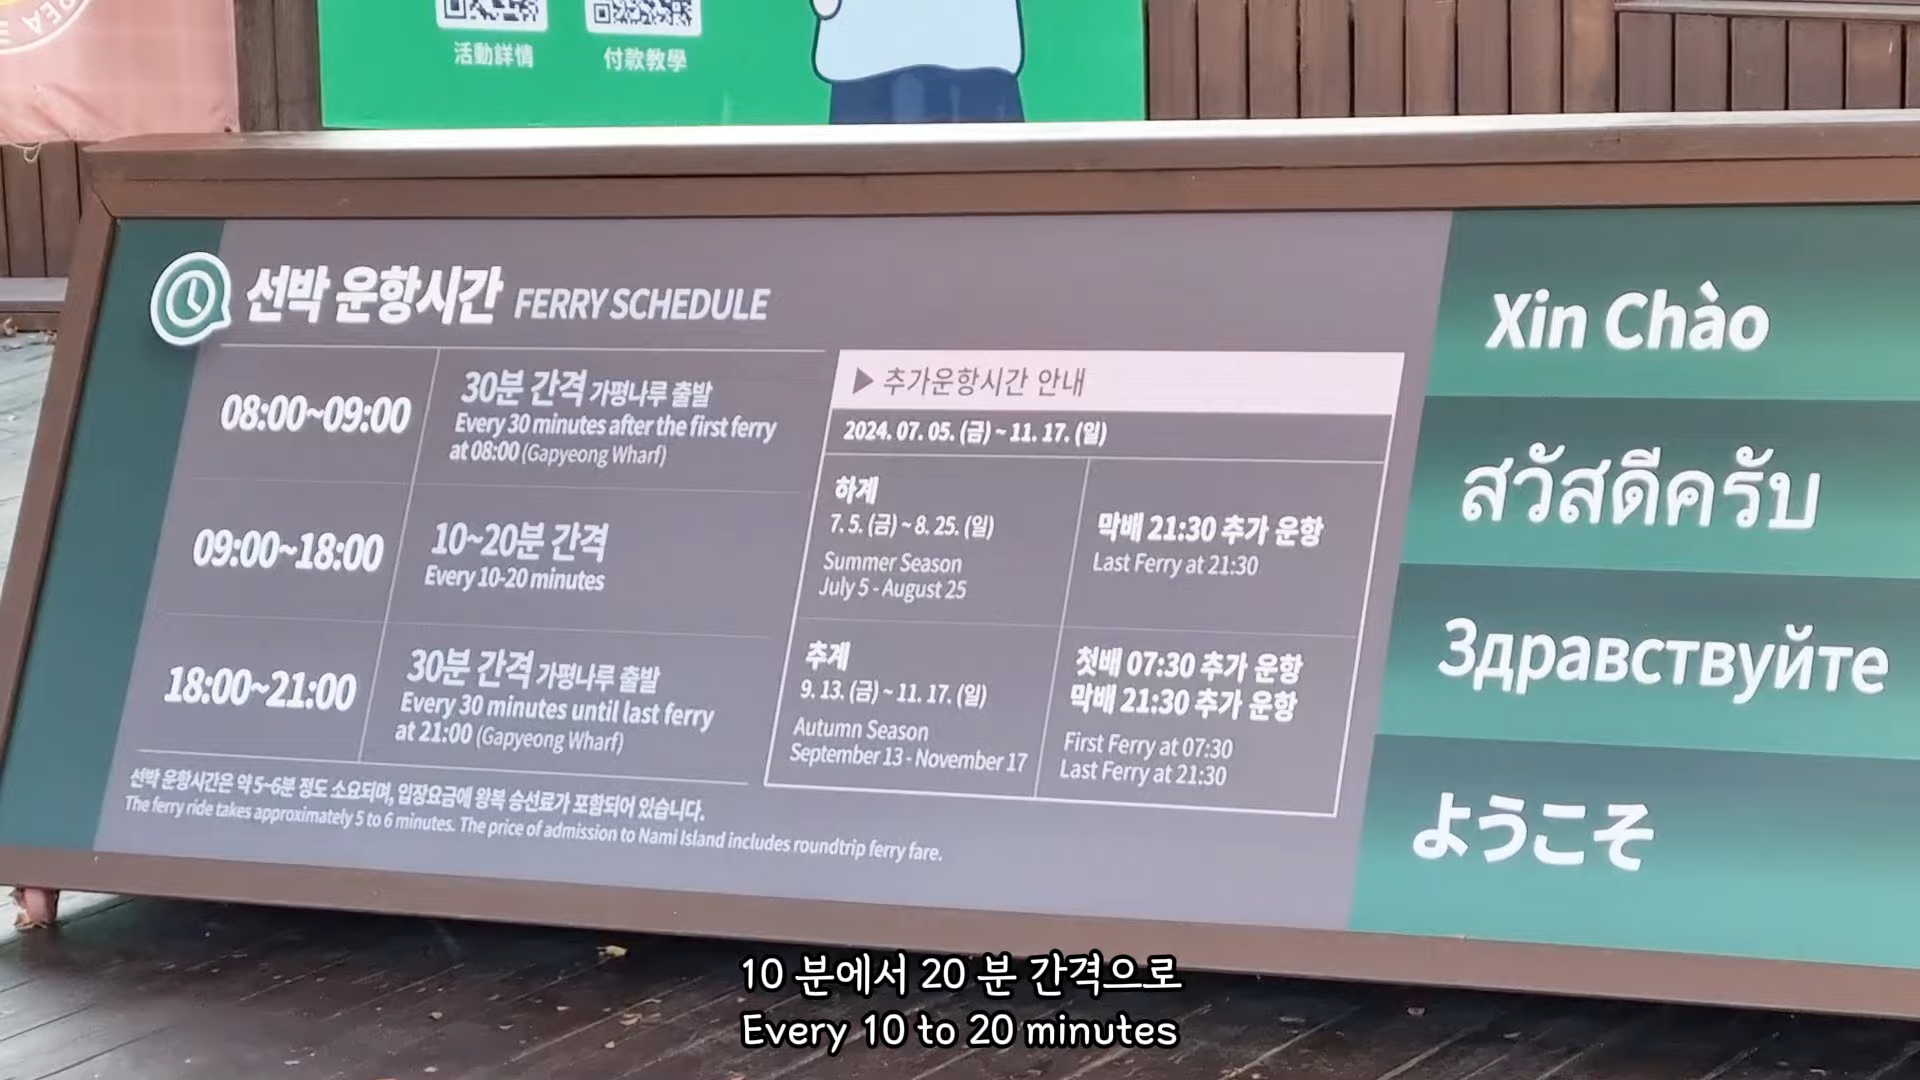 活動詳情
付款教學
선박 운항시간 FERRY SCHEDULE
08:00~09:00
30분 간격 가평나루 출발
Every 30 minutes after the first ferry
at 08:00 (Gapyeong Wharf)
09:00~18:00
10~20분 간격
Every 10-20 minutes
18:00~21:00
30분 간격 가평나루 출발
Every 30 minutes until last ferry
at 21:00 (Gapyeong Wharf)
선박 운항시간은 약 5~6분 정도 소요되며, 입장요금에 왕복 승선료가 포함되어 있습니다.
The ferry ride takes approximately 5 to 6 minutes. The price of admission to Nami Island includes roundtrip ferry fare.
▶ 추가운항시간 안내
2024. 07. 05. (금) ~ 11. 17. (일)
하계
7. 5. (금) ~ 8. 25. (일)
Summer Season
July 5 - August 25
막배 21:30 추가 운항
Last Ferry at 21:30
추계
9. 13. (금) ~ 11. 17. (일)
Autumn Season
September 13 - November 17
첫배 07:30 추가 운항
막배 21:30 추가 운항
First Ferry at 07:30
Last Ferry at 21:30
Xin Chào
สวัสดีครับ
Здравствуйте
ようこそ
10 분에서 20 분 간격으로
Every 10 to 20 minutes